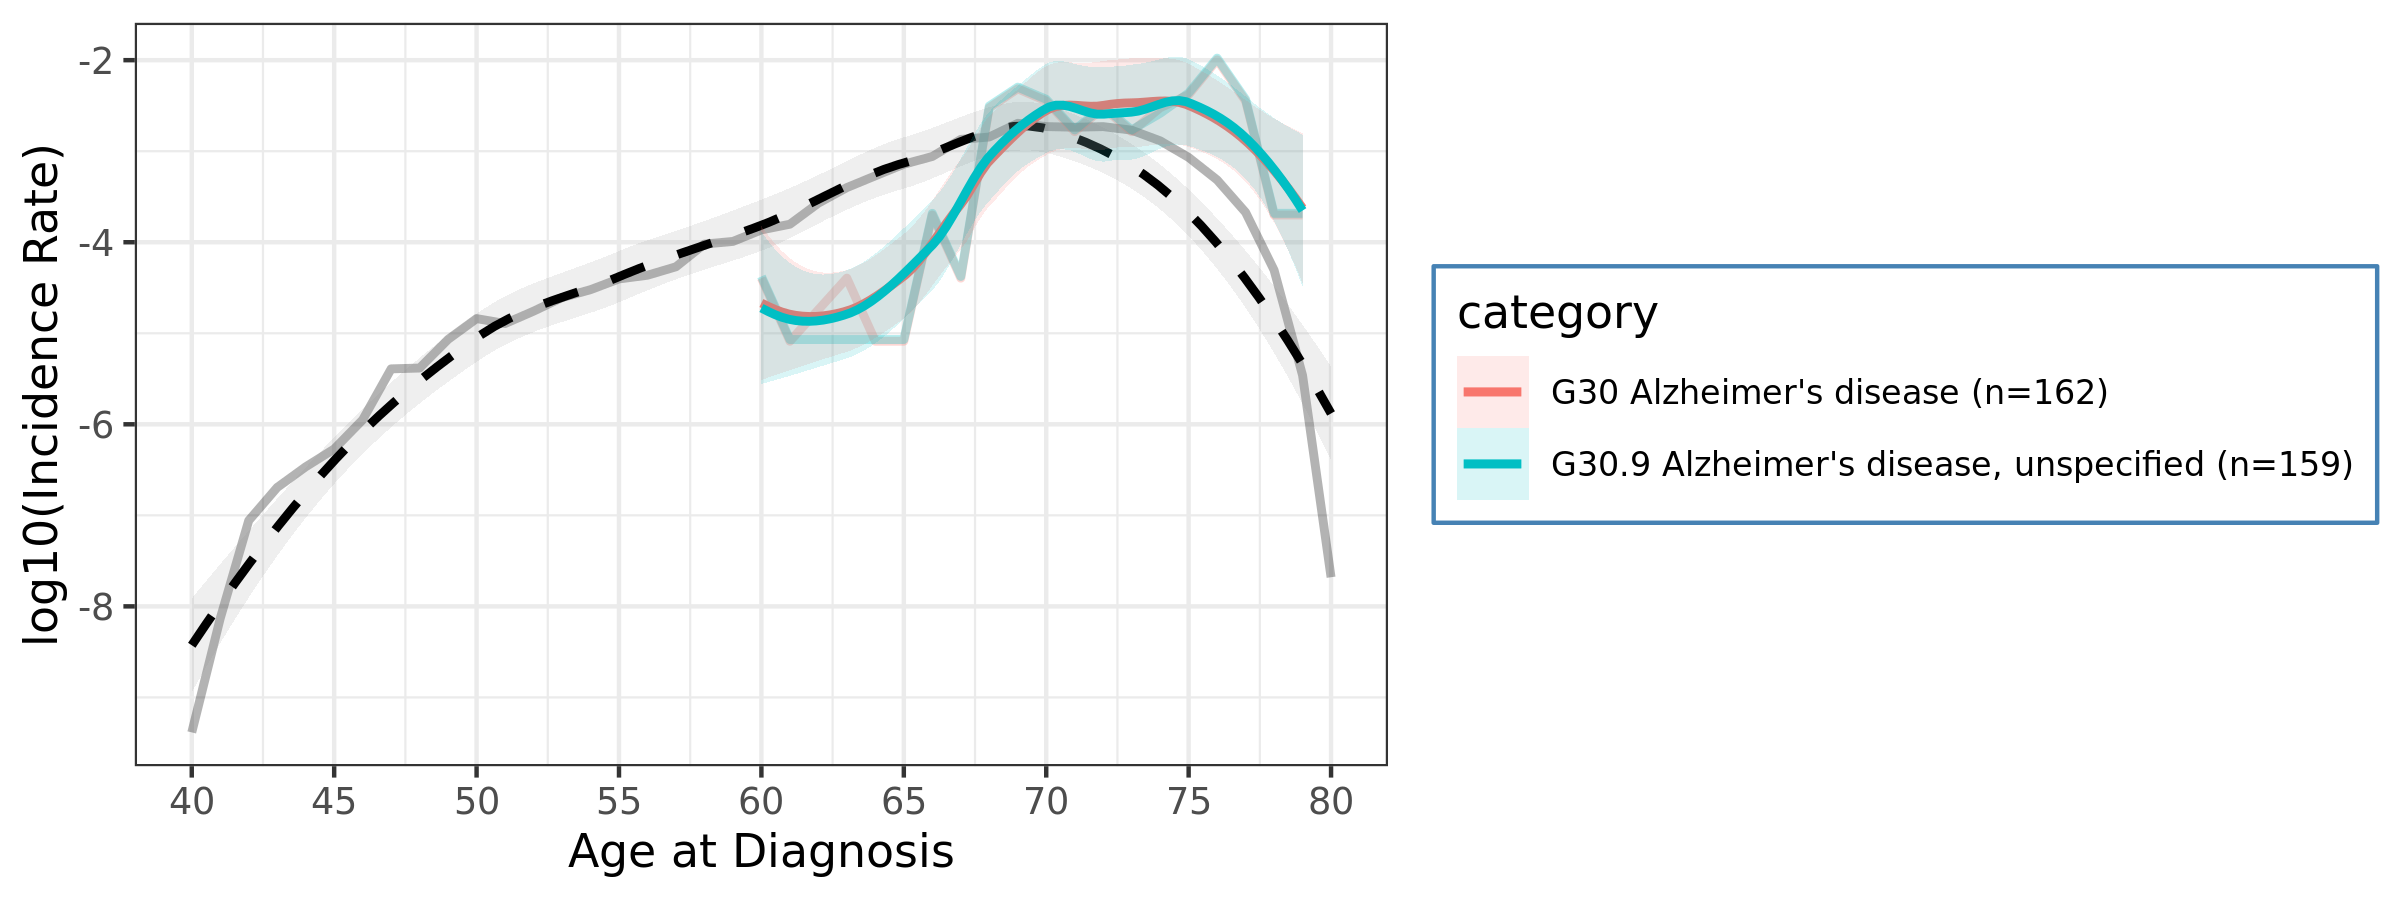 -2
-4
-6
-8
log10(Incidence Rate)
40 45 50 55 60 65 70 75 80
Age at Diagnosis
category
G30 Alzheimer's disease (n=162)
G30.9 Alzheimer's disease, unspecified (n=159)